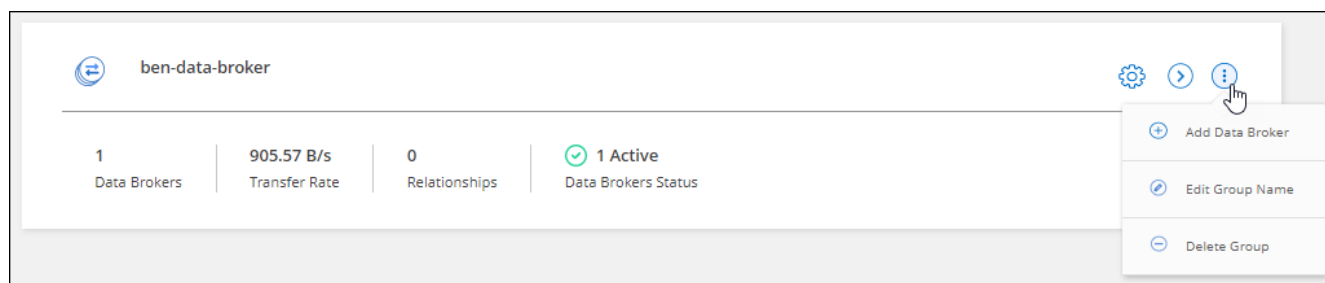 ben-data-broker
1
Data Brokers
905.57 B/s
Transfer Rate
0
Relationships
1 Active
Data Brokers Status
Add Data Broker
Edit Group Name
Delete Group